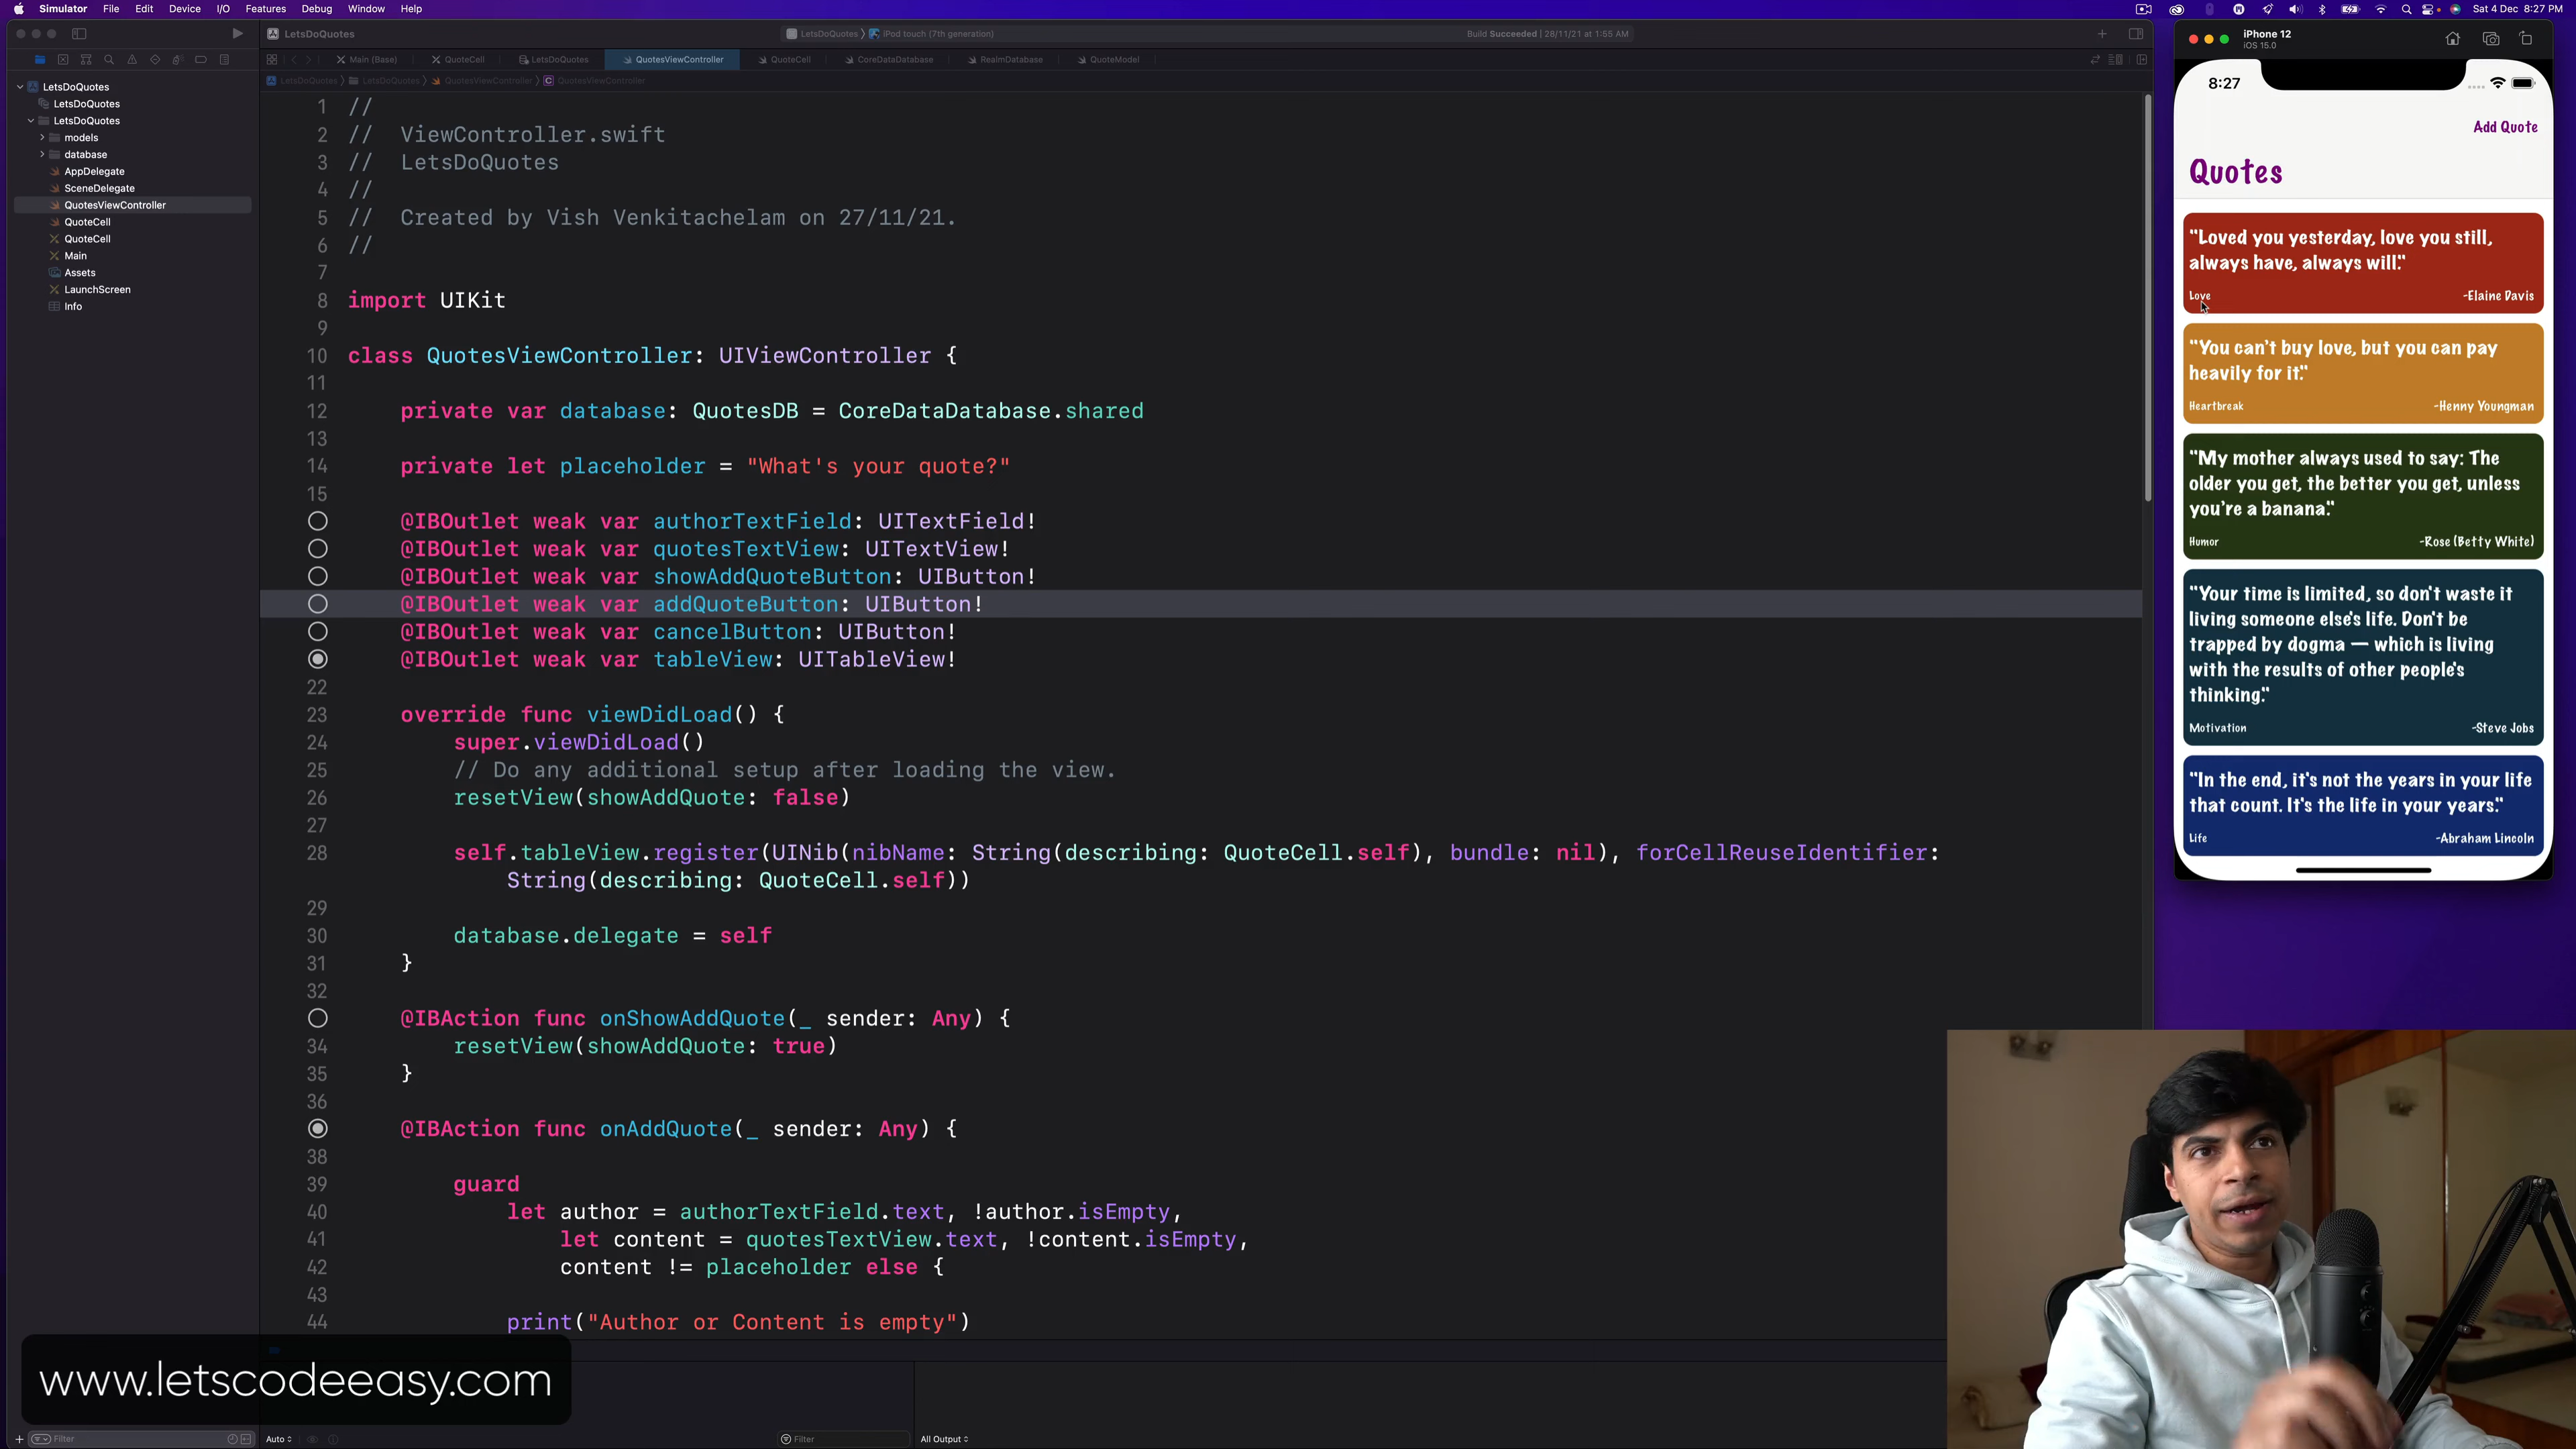 Simulator File Edit Device I/O Features Debug Window Help
Sat 4 Dec 8:27 PM
LetsDoQuotes
LetsDoQuotes
LetsDoQuotes
models
database
AppDelegate
SceneDelegate
QuotesViewController
QuoteCell
QuoteCell
Main
Assets
LaunchScreen
Info
Filter
LetsDoQuotes
LetsDoQuotes iPod touch (7th generation)
Build Succeeded | 28/11/21 at 1:55 AM
Main (Base) QuoteCell LetsDoQuotes QuotesViewController QuoteCell CoreDataDatabase RealmDatabase QuoteModel
LetsDoQuotes LetsDoQuotes QuotesViewController QuotesViewController
1 //
2 // ViewController.swift
3 // LetsDoQuotes
4 //
5 // Created by Vish Venkitachelam on 27/11/21.
6 //
7
8 import UIKit
9
10 class QuotesViewController: UIViewController {
11
12 private var database: QuotesDB = CoreDataDatabase.shared
13
14 private let placeholder = "What's your quote?"
15
@IBOutlet weak var authorTextField: UITextField!
@IBOutlet weak var quotesTextView: UITextView!
@IBOutlet weak var showAddQuoteButton: UIButton!
@IBOutlet weak var addQuoteButton: UIButton!
@IBOutlet weak var cancelButton: UIButton!
@IBOutlet weak var tableView: UITableView!
22
23 override func viewDidLoad() {
24 super.viewDidLoad()
25 // Do any additional setup after loading the view.
26 resetView(showAddQuote: false)
27
28 self.tableView.register(UINib(nibName: String(describing: QuoteCell.self), bundle: nil), forCellReuseIdentifier:
String(describing: QuoteCell.self))
29
30 database.delegate = self
31 }
32
@IBAction func onShowAddQuote(_ sender: Any) {
34 resetView(showAddQuote: true)
35 }
36
@IBAction func onAddQuote(_ sender: Any) {
38
39 guard
40 let author = authorTextField.text, !author.isEmpty,
41 let content = quotesTextView.text, !content.isEmpty,
42 content != placeholder else {
43
44 print("Author or Content is empty")
Auto
Filter
All Output
www.letscodeeasy.com
iPhone 12
iOS 15.0
8:27
Add Quote
Quotes
"Loved you yesterday, love you still,
always have, always will."
Love -Elaine Davis
"You can't buy love, but you can pay
heavily for it."
Heartbreak -Henny Youngman
"My mother always used to say: The
older you get, the better you get, unless
you're a banana."
Humor -Rose (Betty White)
"Your time is limited, so don't waste it
living someone else's life. Don't be
trapped by dogma — which is living
with the results of other people's
thinking."
Motivation -Steve Jobs
"In the end, it's not the years in your life
that count. It's the life in your years."
Life -Abraham Lincoln